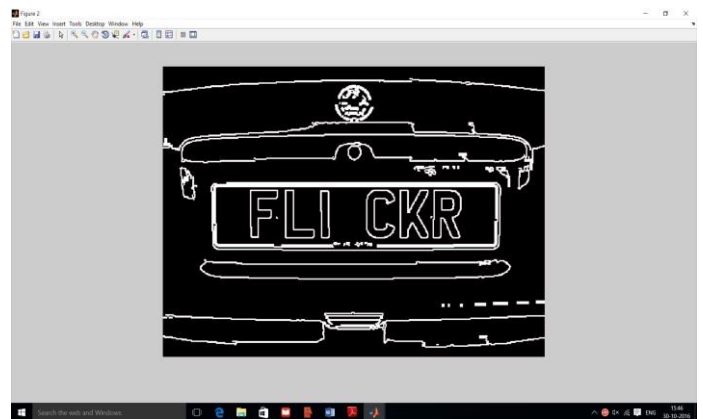 Figure 2
File Edit View Insert Tools Desktop Window Help
FLI CKR
Search the web and Windows
ENG
15:46
30-10-2016